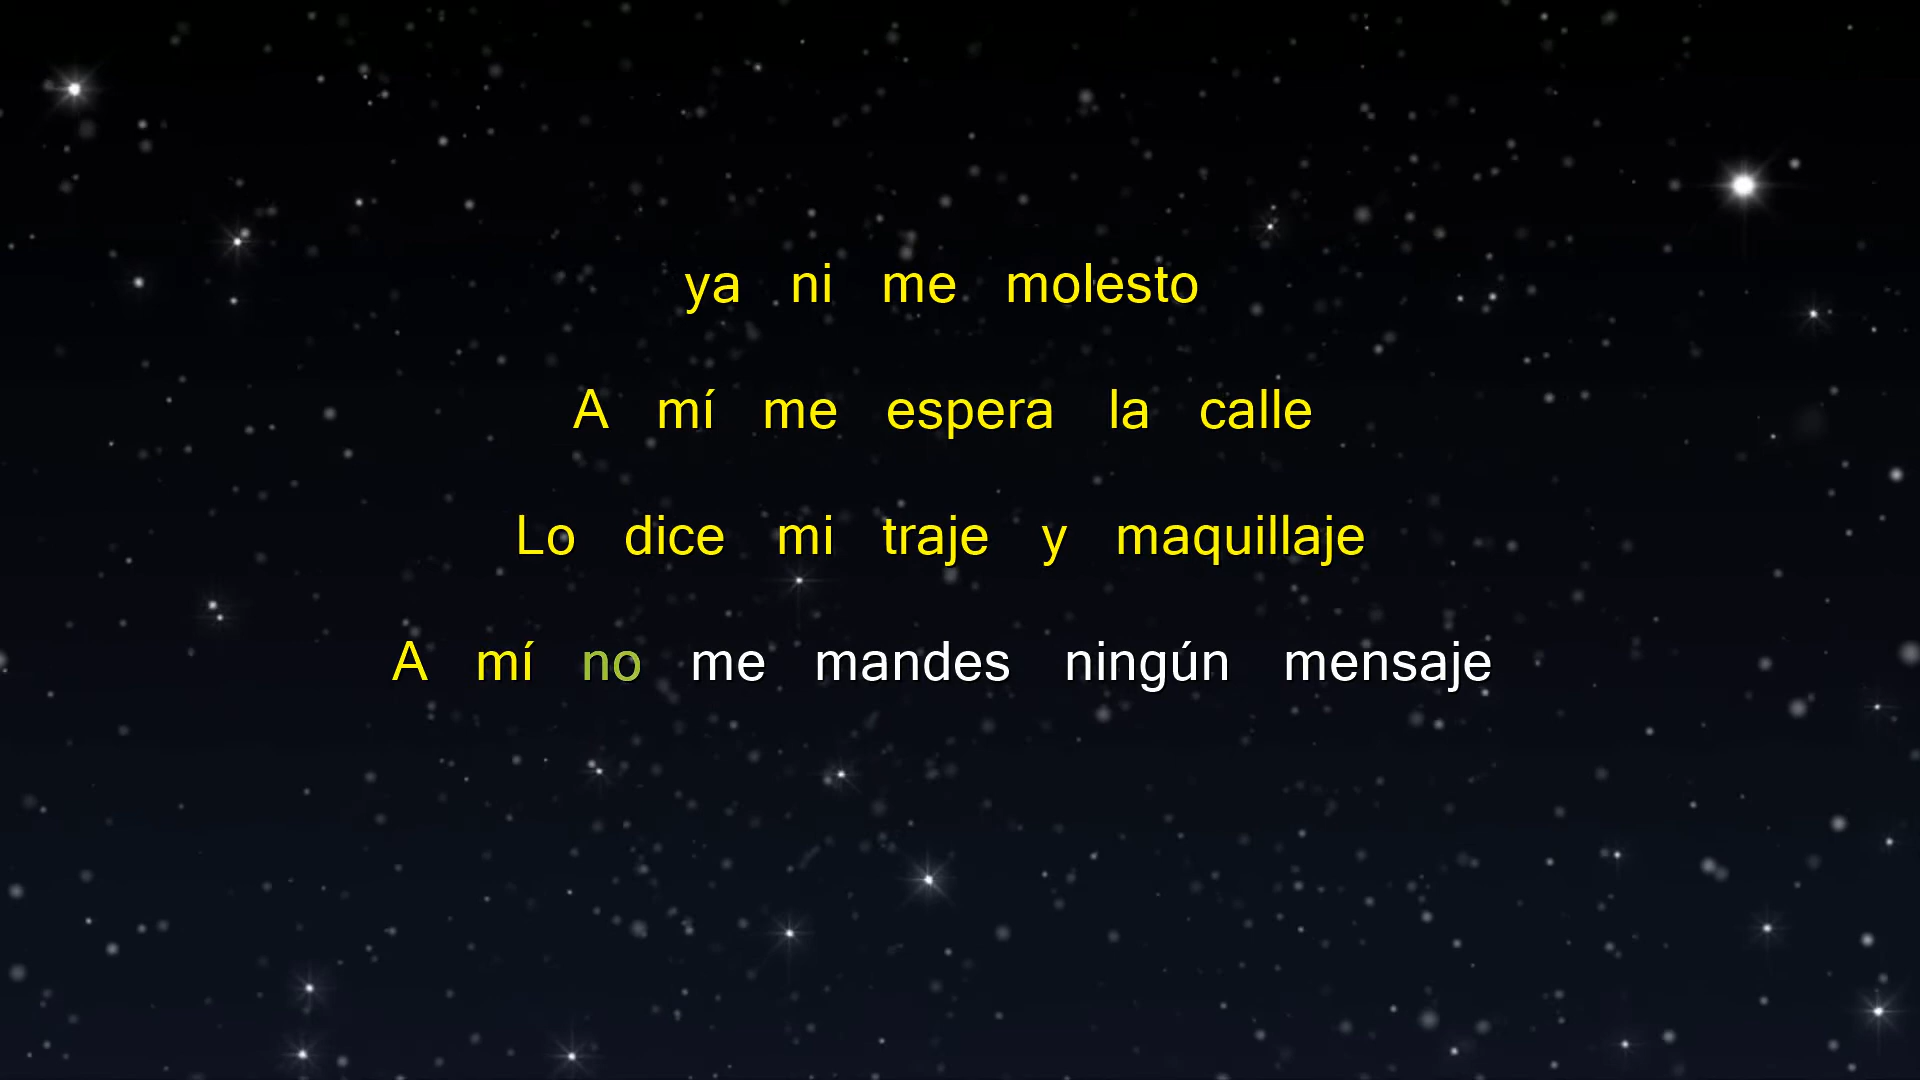 ya ni me molesto
A mí me espera la calle
Lo dice mi traje y maquillaje
A mí no me mandes ningún mensaje